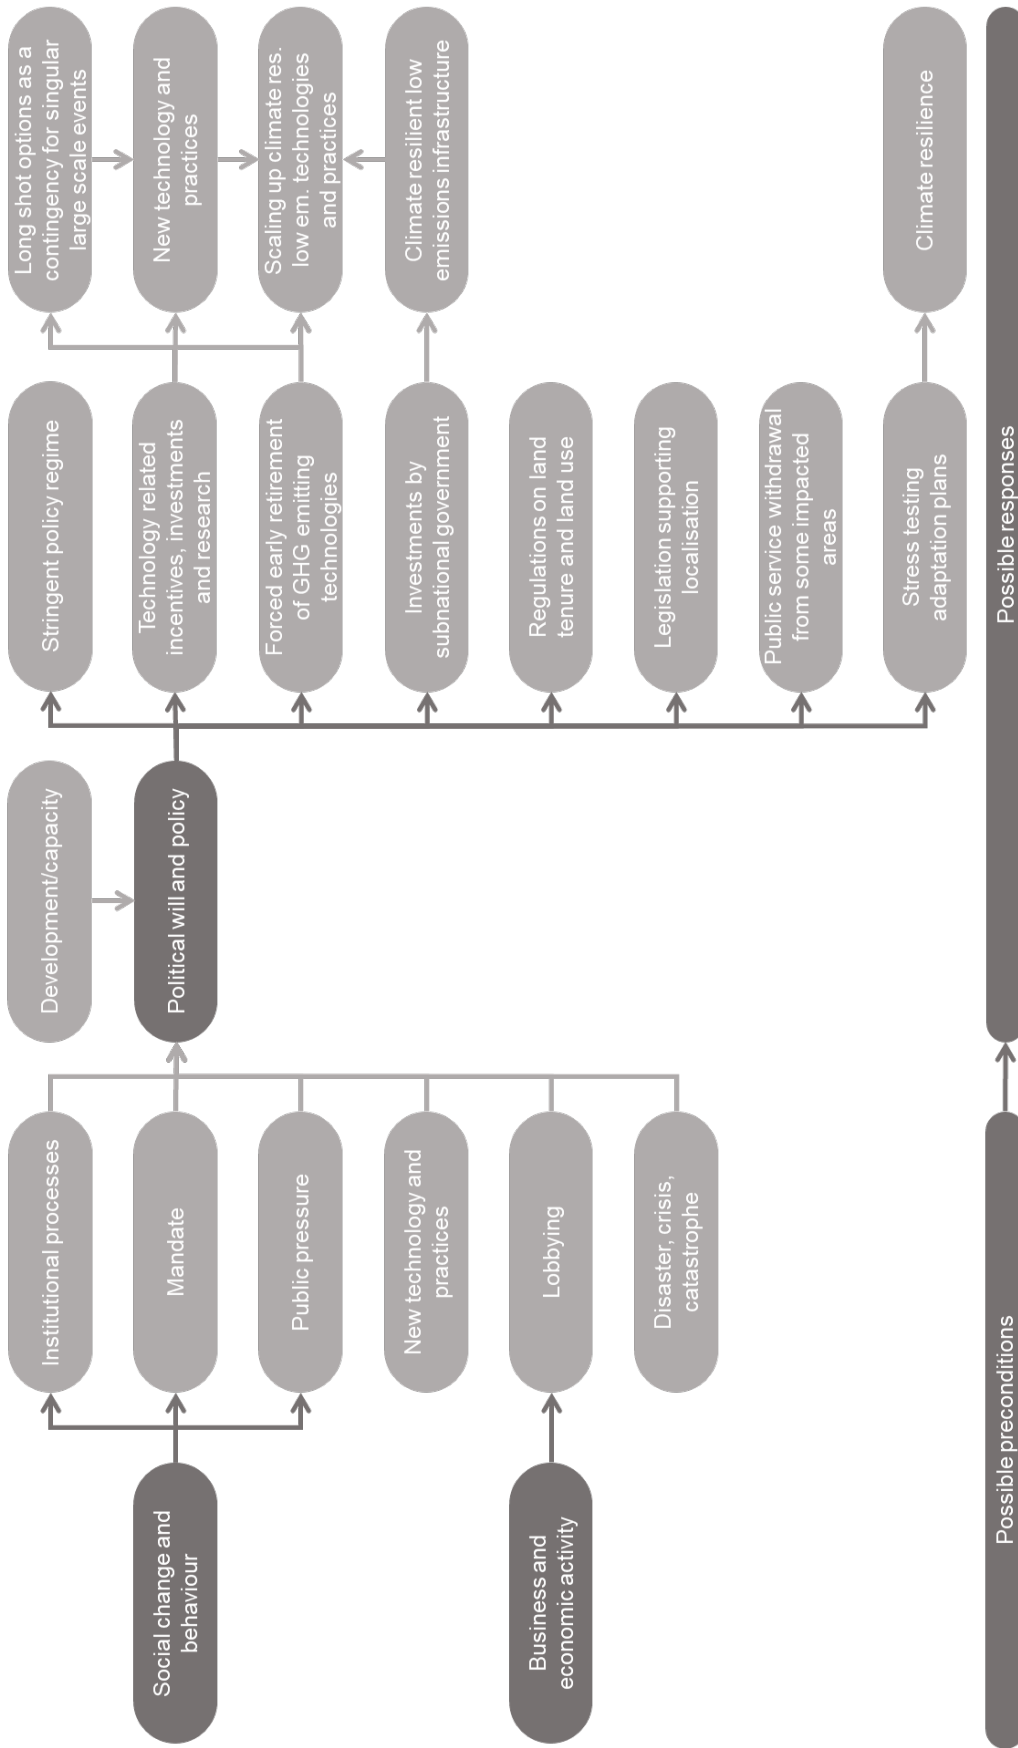 Social change and
behaviour
Business and
economic activity
Institutional processes
Mandate
Public pressure
New technology and
practices
Lobbying
Disaster, crisis,
catastrophe
Development/capacity
Political will and policy
Stringent policy regime
Technology related
incentives, investments
and research
Forced early retirement
of GHG emitting
technologies
Investments by
subnational government
Regulations on land
tenure and land use
Legislation supporting
localisation
Public service withdrawal
from some impacted
areas
Stress testing
adaptation plans
Long shot options as a
contingency for singular
large scale events
New technology and
practices
Scaling up climate res.
low em. technologies
and practices
Climate resilient low
emissions infrastructure
Climate resilience
Possible preconditions
Possible responses